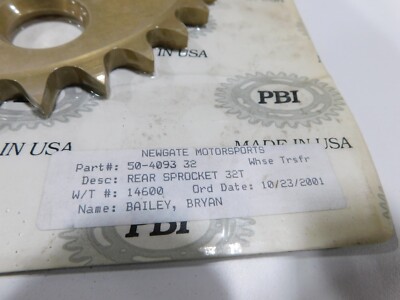 IN USA
PBI
MADE IN USA
IN USA
NEWGATE MOTORSPORTS
Part#: 50-4093 32 Whse Trsfr
Desc: REAR SPROCKET 32T
W/T #: 14600 Ord Date: 10/23/2001
Name: BAILEY, BRYAN
PBI